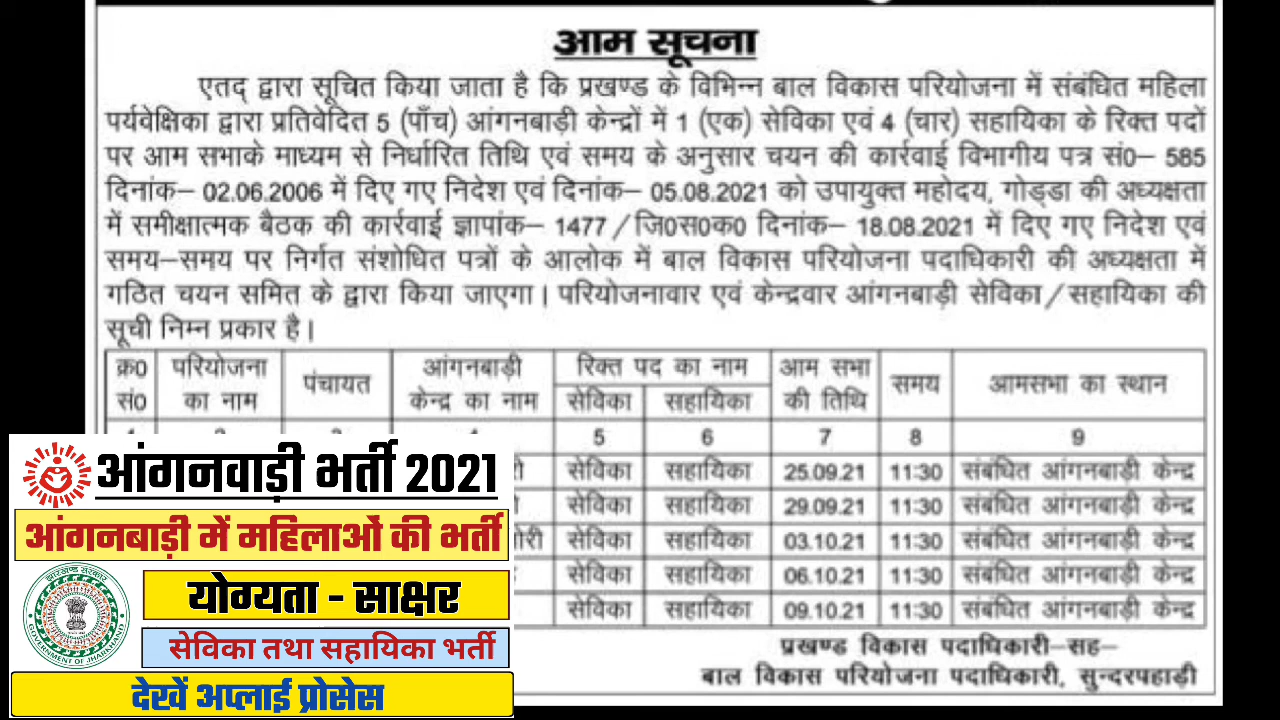 आम सूचना
एतद् द्वारा सूचित किया जाता है कि प्रखण्ड के विभिन्न बाल विकास परियोजना में संबंधित महिला
पर्यवेक्षिका द्वारा प्रतिवेदित 5 (पाँच) आंगनबाड़ी केन्द्रों में 1 (एक) सेविका एवं 4 (चार) सहायिका के रिक्त पदों
पर आम सभाके माध्यम से निर्धारित तिथि एवं समय के अनुसार चयन की कार्रवाई विभागीय पत्र सं0– 585
दिनांक– 02.06.2006 में दिए गए निदेश एवं दिनांक– 05.08.2021 को उपायुक्त महोदय, गोड्डा की अध्यक्षता
में समीक्षात्मक बैठक की कार्रवाई ज्ञापांक– 1477/जि0स0क0 दिनांक– 18.08.2021 में दिए गए निदेश एवं
समय–समय पर निर्गत संशोधित पत्रों के आलोक में बाल विकास परियोजना पदाधिकारी की अध्यक्षता में
गठित चयन समित के द्वारा किया जाएगा। परियोजनावार एवं केन्द्रवार आंगनबाड़ी सेविका/सहायिका की
सूची निम्न प्रकार है।
क्र0 सं0 परियोजना का नाम पंचायत आंगनबाड़ी केन्द्र का नाम रिक्त पद का नाम आम सभा की तिथि समय आमसभा का स्थान
सेविका सहायिका
5 6 7 8 9
सेविका सहायिका 25.09.21 11:30 संबंधित आंगनबाड़ी केन्द्र
सेविका सहायिका 29.09.21 11:30 संबंधित आंगनबाड़ी केन्द्र
सेविका सहायिका 03.10.21 11:30 संबंधित आंगनबाड़ी केन्द्र
सेविका सहायिका 06.10.21 11:30 संबंधित आंगनबाड़ी केन्द्र
सेविका सहायिका 09.10.21 11:30 संबंधित आंगनबाड़ी केन्द्र
प्रखण्ड विकास पदाधिकारी–सह–
बाल विकास परियोजना पदाधिकारी, सुन्दरपहाड़ी
आंगनवाड़ी भर्ती 2021
आंगनबाड़ी में महिलाओं की भर्ती
झारखण्ड सरकार
GOVERNMENT OF JHARKHAND
योग्यता - साक्षर
सेविका तथा सहायिका भर्ती
देखें अप्लाई प्रोसेस